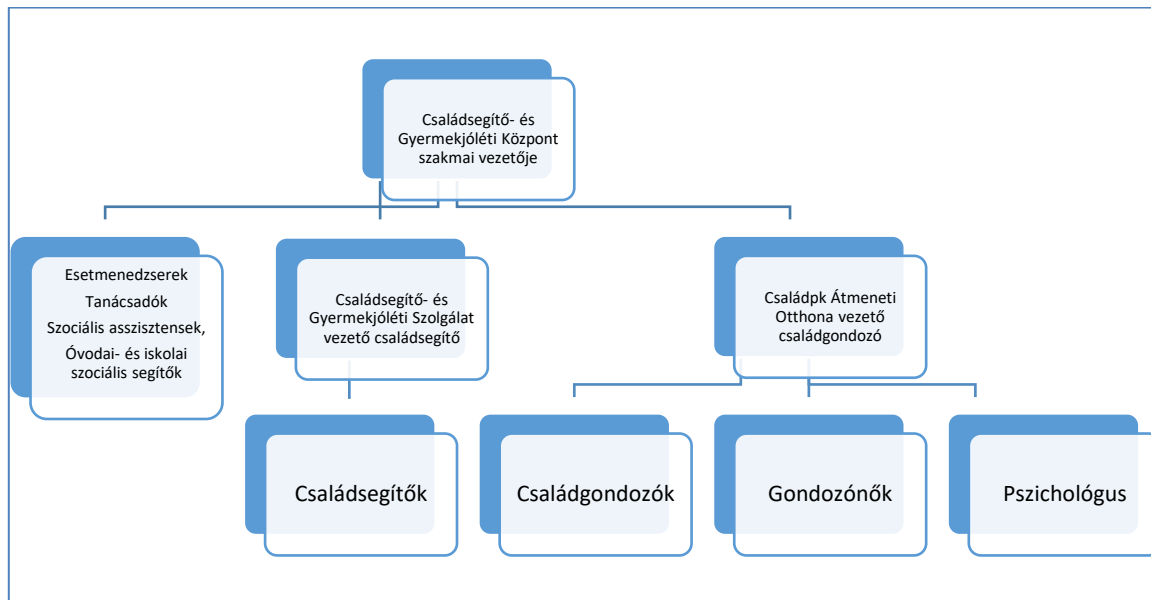 Családsegítő- és
Gyermekjóléti Központ
szakmai vezetője
Esetmenedzserek
Tanácsadók
Szociális asszisztensek,
Óvodai- és iskolai
szociális segítők
Családsegítő- és
Gyermekjóléti Szolgálat
vezető családsegítő
Családpk Átmeneti
Otthona vezető
családgondozó
Családsegítők
Családgondozók
Gondozónők
Pszichológus